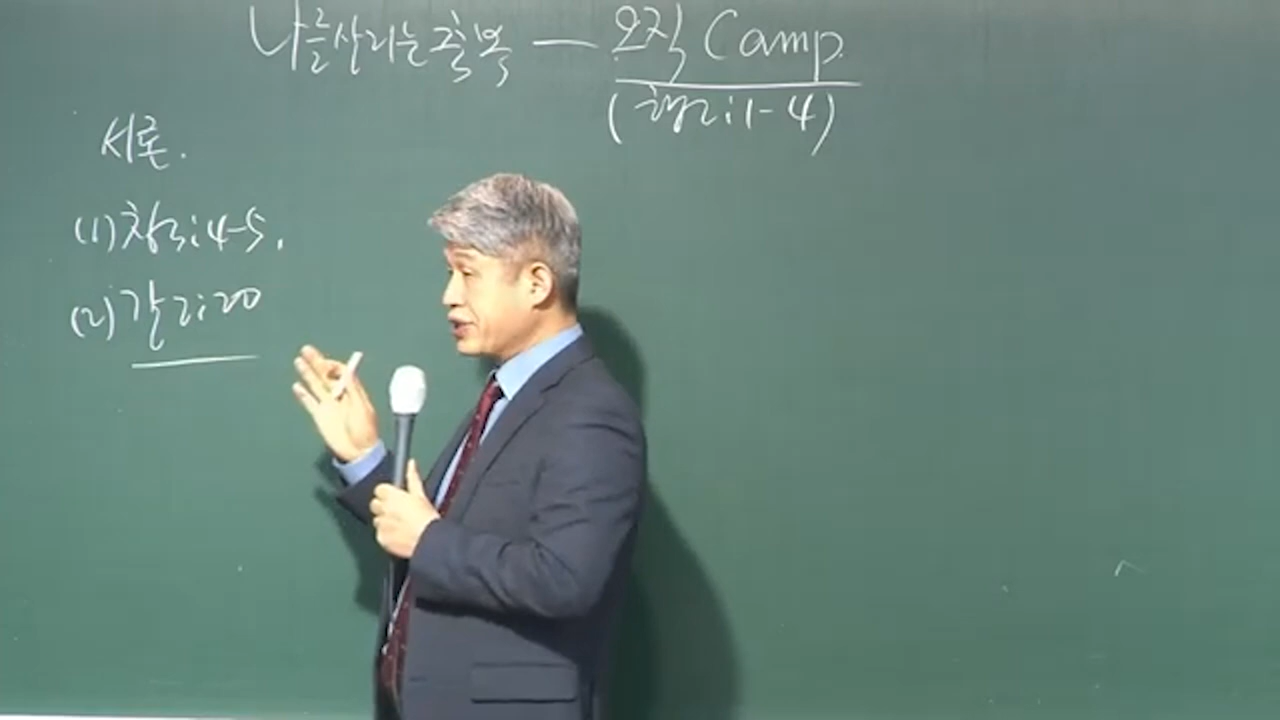 나를 살리는 축복 — 오직 Camp.
(행2:1-4)
서론.
(1) 창3:4-5.
(2) 갈2:20